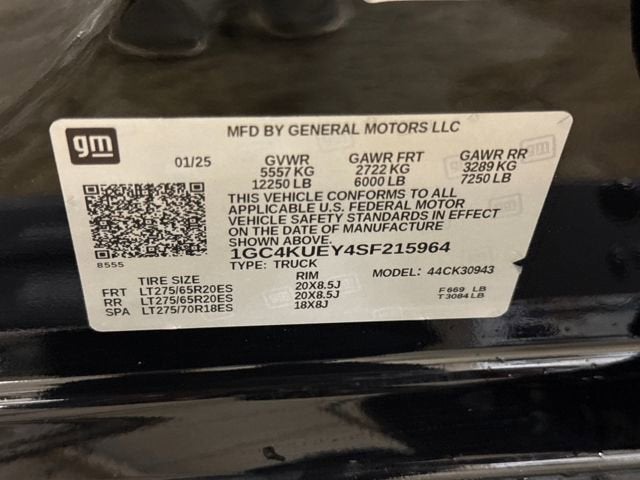 gm
MFD BY GENERAL MOTORS LLC
01/25 GVWR GAWR FRT GAWR RR
5557 KG 2722 KG 3289 KG
12250 LB 6000 LB 7250 LB
THIS VEHICLE CONFORMS TO ALL
APPLICABLE U.S. FEDERAL MOTOR
VEHICLE SAFETY STANDARDS IN EFFECT
ON THE DATE OF MANUFACTURE
SHOWN ABOVE.
8555
1GC4KUEY4SF215964
TYPE: TRUCK MODEL: 44CK30943
TIRE SIZE RIM
FRT LT275/65R20ES 20X8.5J F 669 LB
RR LT275/65R20ES 20X8.5J T 3084 LB
SPA LT275/70R18ES 18X8J